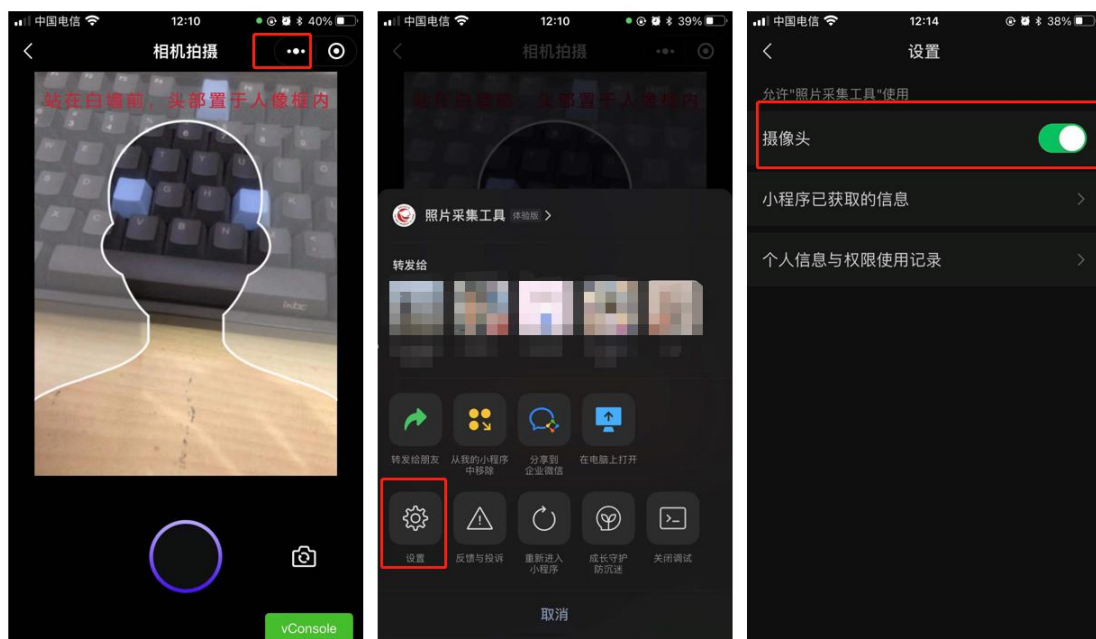 中国电信
12:10
40%
相机拍摄
站在白墙前，头部置于人像框内
vConsole
中国电信
12:10
39%
相机拍摄
照片采集工具 体验版
转发给
转发给朋友
从我的小程序
中移除
分享到
企业微信
在电脑上打开
设置
反馈与投诉
重新进入
小程序
成长守护
防沉迷
关闭调试
取消
中国电信
12:14
38%
设置
允许"照片采集工具"使用
摄像头
小程序已获取的信息
个人信息与权限使用记录